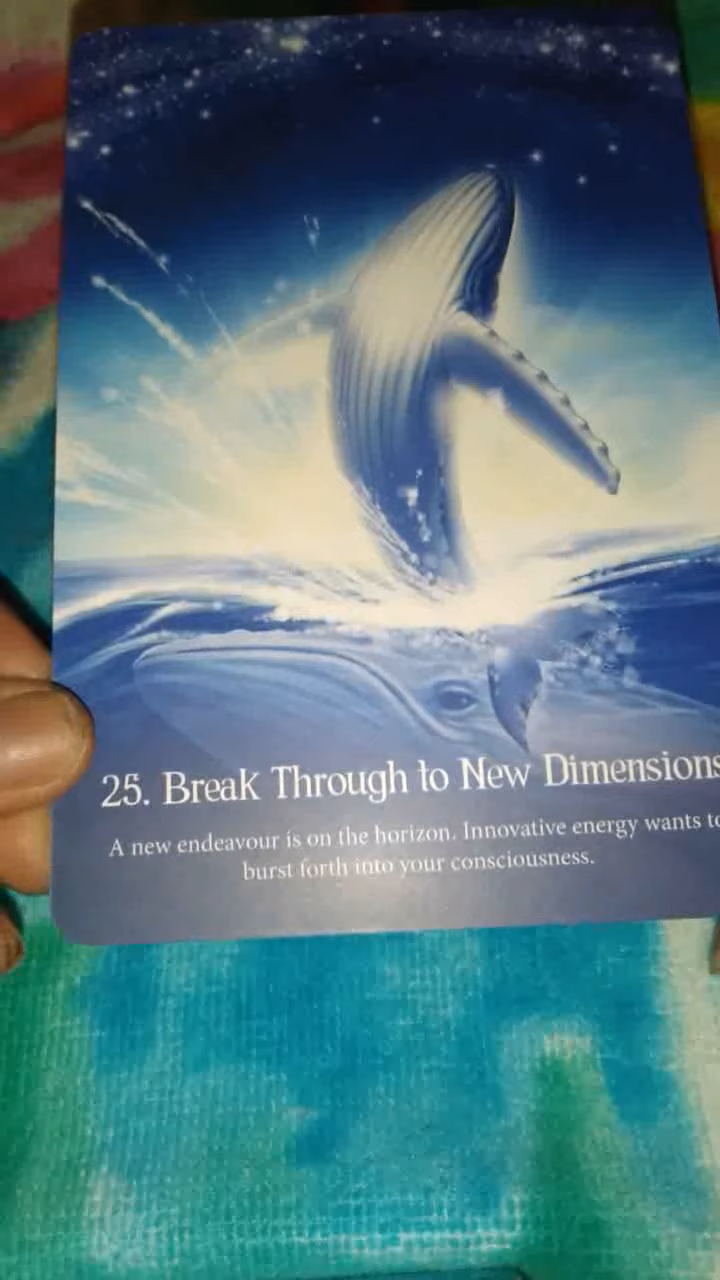 25. Break Through to New Dimensions
A new endeavour is on the horizon. Innovative energy wants to
burst forth into your consciousness.